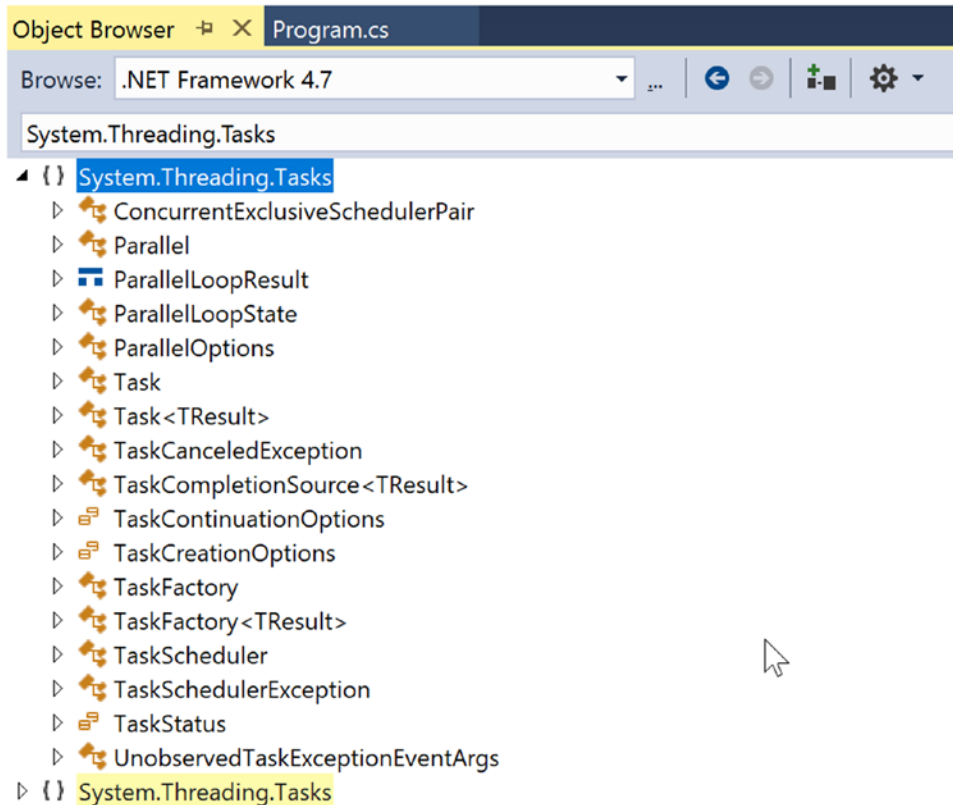 Object Browser Program.cs
Browse: .NET Framework 4.7 ...
System.Threading.Tasks
{ } System.Threading.Tasks
ConcurrentExclusiveSchedulerPair
Parallel
ParallelLoopResult
ParallelLoopState
ParallelOptions
Task
Task<TResult>
TaskCanceledException
TaskCompletionSource<TResult>
TaskContinuationOptions
TaskCreationOptions
TaskFactory
TaskFactory<TResult>
TaskScheduler
TaskSchedulerException
TaskStatus
UnobservedTaskExceptionEventArgs
{ } System.Threading.Tasks